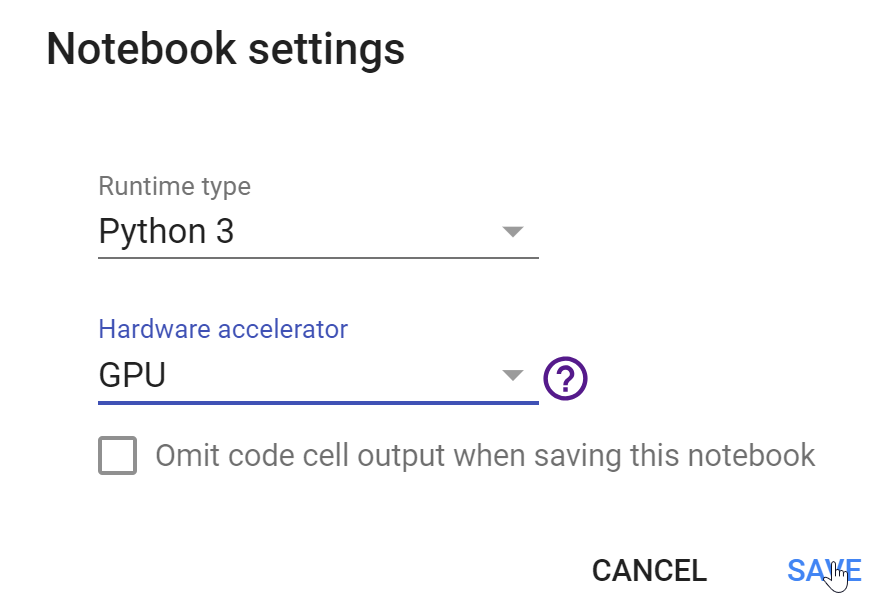 Notebook settings
Runtime type
Python 3
Hardware accelerator
GPU
?
Omit code cell output when saving this notebook
CANCEL SAVE